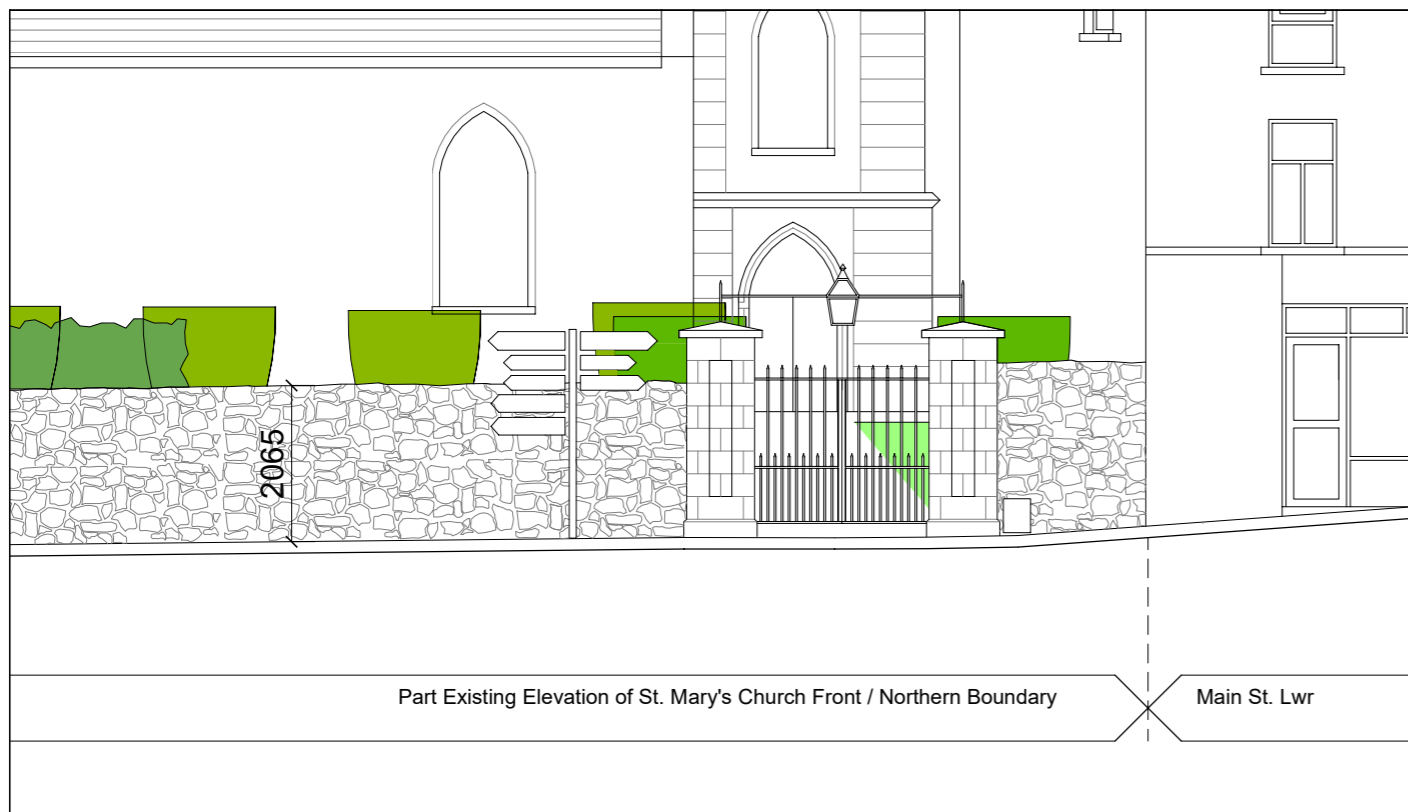 2065
Part Existing Elevation of St. Mary's Church Front / Northern Boundary
Main St. Lwr